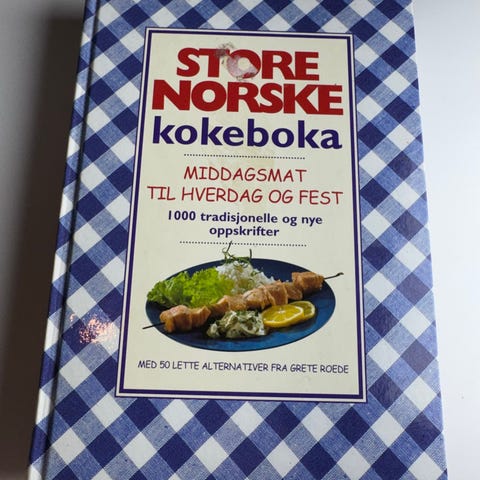 STORE
NORSKE
kokeboka
MIDDAGSMAT
TIL HVERDAG OG FEST
1000 tradisjonelle og nye
oppskrifter
MED 50 LETTE ALTERNATIVER FRA GRETE ROEDE